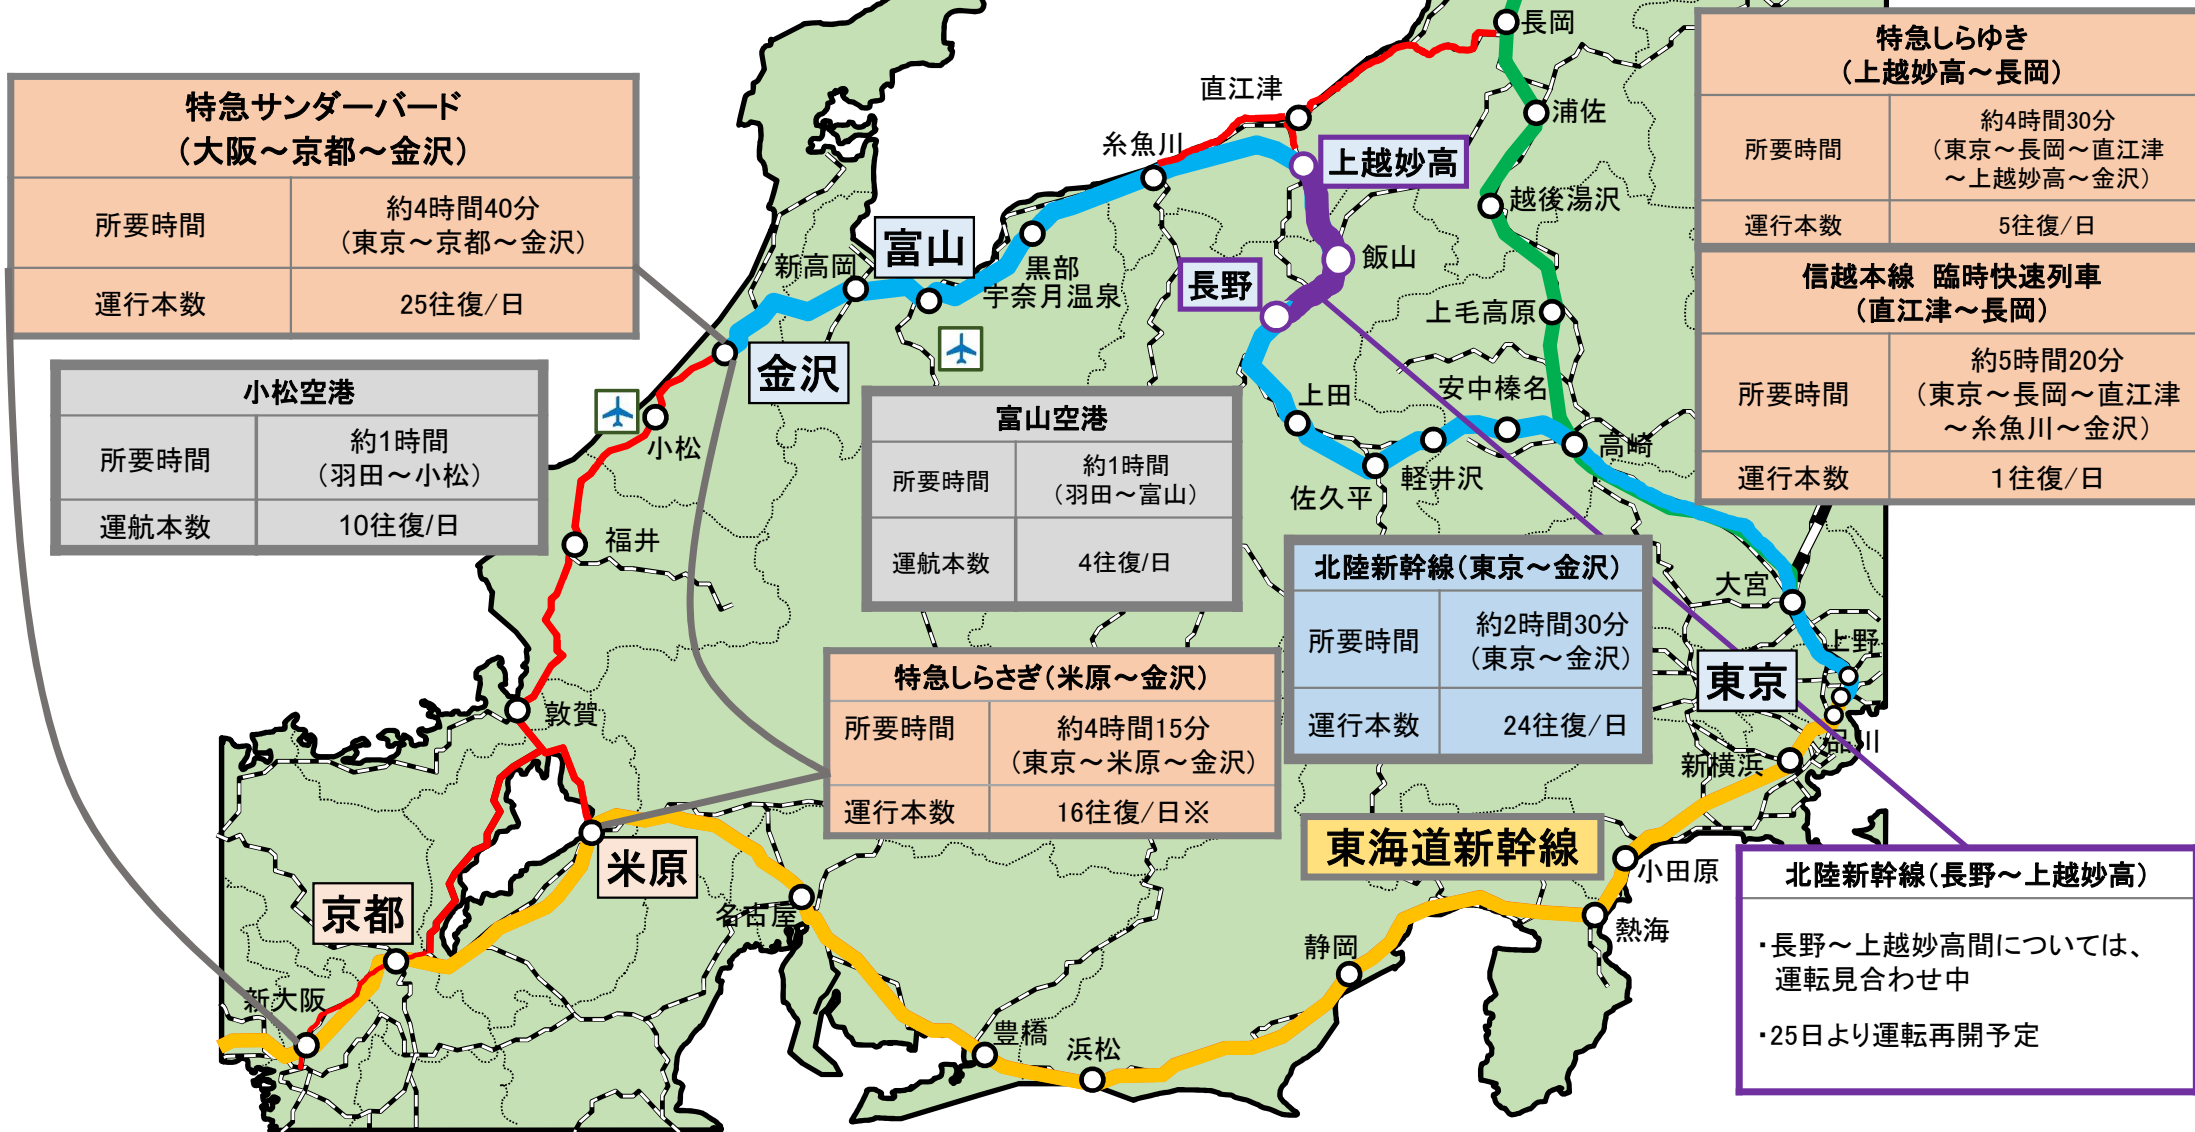 特急サンダーバード
（大阪～京都～金沢）
所要時間
約4時間40分
（東京～京都～金沢）
運行本数
25往復/日
小松空港
所要時間
約1時間
（羽田～小松）
運航本数
10往復/日
富山空港
所要時間
約1時間
（羽田～富山）
運航本数
4往復/日
特急しらさぎ（米原～金沢）
所要時間
約4時間15分
（東京～米原～金沢）
運行本数
16往復/日※
北陸新幹線（東京～金沢）
所要時間
約2時間30分
（東京～金沢）
運行本数
24往復/日
特急しらゆき
（上越妙高～長岡）
所要時間
約4時間30分
（東京～長岡～直江津
～上越妙高～金沢）
運行本数
5往復/日
信越本線 臨時快速列車
（直江津～長岡）
所要時間
約5時間20分
（東京～長岡～直江津
～糸魚川～金沢）
運行本数
1往復/日
北陸新幹線（長野～上越妙高）
・長野～上越妙高間については、
運転見合わせ中
・25日より運転再開予定
東海道新幹線
長岡
浦佐
越後湯沢
上毛高原
直江津
糸魚川
上越妙高
飯山
長野
黒部
宇奈月温泉
富山
新高岡
金沢
小松
福井
敦賀
上田
佐久平
軽井沢
安中榛名
高崎
大宮
上野
東京
品川
新横浜
小田原
熱海
静岡
浜松
豊橋
名古屋
米原
京都
新大阪